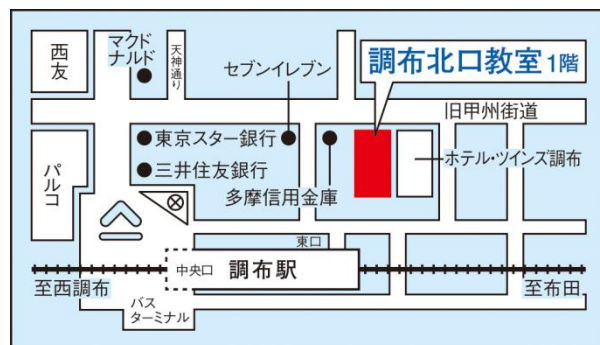 西友
マクド
ナルド
天神通り
セブンイレブン
調布北口教室1階
旧甲州街道
東京スター銀行
三井住友銀行
多摩信用金庫
ホテル・ツインズ調布
パルコ
東口
中央口
調布駅
至西調布
至布田
バス
ターミナル